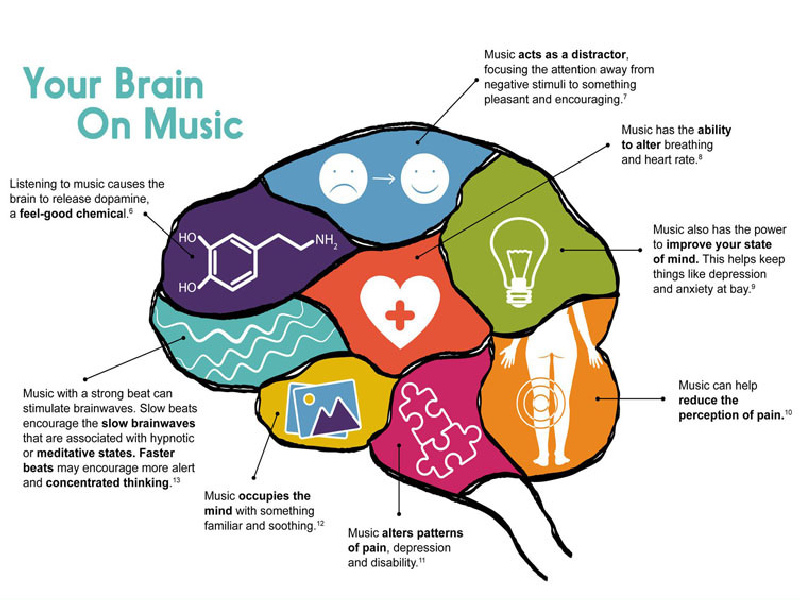 Your Brain
On Music
Music acts as a distractor,
focusing the attention away from
negative stimuli to something
pleasant and encouraging.7
Music has the ability
to alter breathing
and heart rate.8
Listening to music causes the
brain to release dopamine,
a feel-good chemical.6
HO
HO
NH2
Music also has the power
to improve your state
of mind. This helps keep
things like depression
and anxiety at bay.9
Music can help
reduce the
perception of pain.10
Music with a strong beat can
stimulate brainwaves. Slow beats
encourage the slow brainwaves
that are associated with hypnotic
or meditative states. Faster
beats may encourage more alert
and concentrated thinking.13
Music occupies the
mind with something
familiar and soothing.12
Music alters patterns
of pain, depression
and disability.11